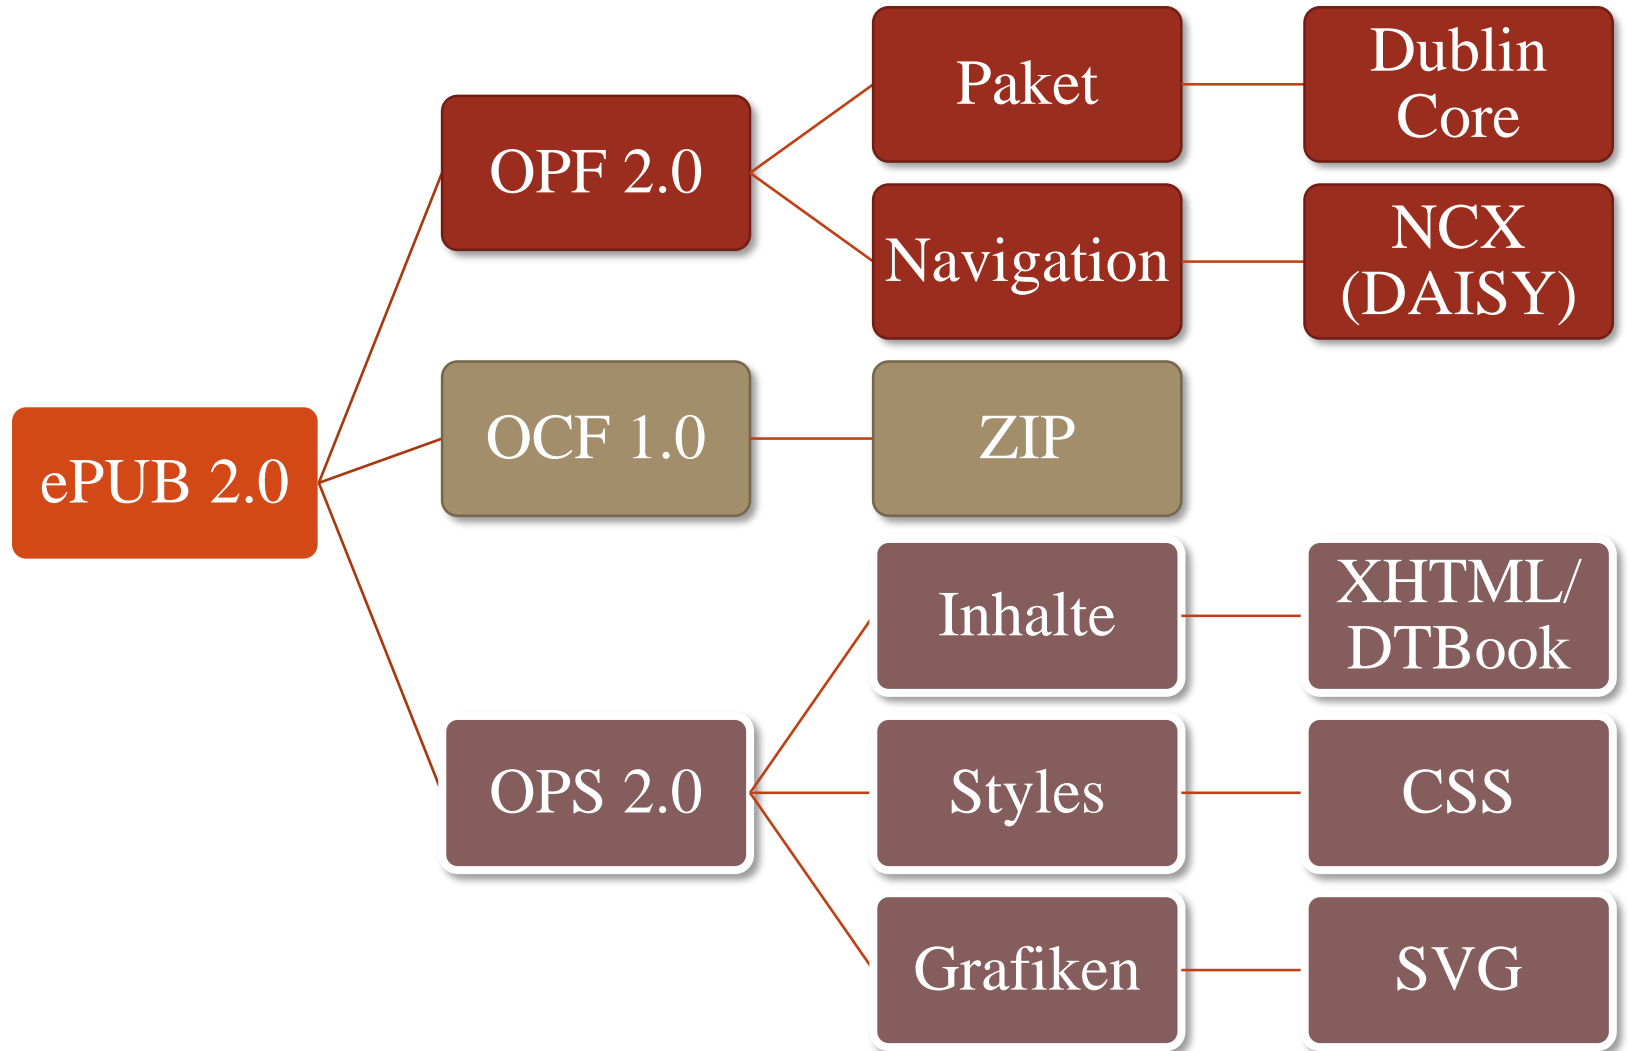 ePUB 2.0
OPF 2.0
Paket
Dublin
Core
Navigation
NCX
(DAISY)
OCF 1.0
ZIP
OPS 2.0
Inhalte
XHTML/
DTBook
Styles
CSS
Grafiken
SVG